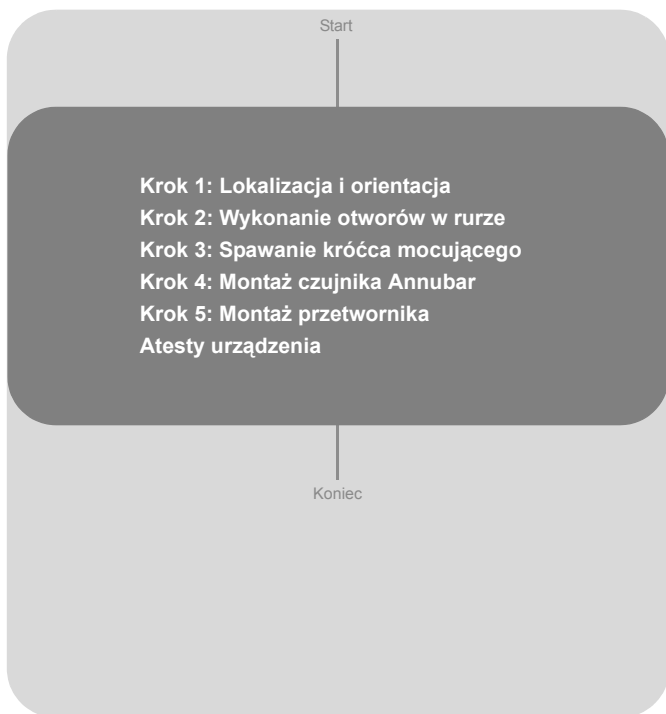 Start
Krok 1: Lokalizacja i orientacja
Krok 2: Wykonanie otworów w rurze
Krok 3: Spawanie króćca mocującego
Krok 4: Montaż czujnika Annubar
Krok 5: Montaż przetwornika
Atesty urządzenia
Koniec